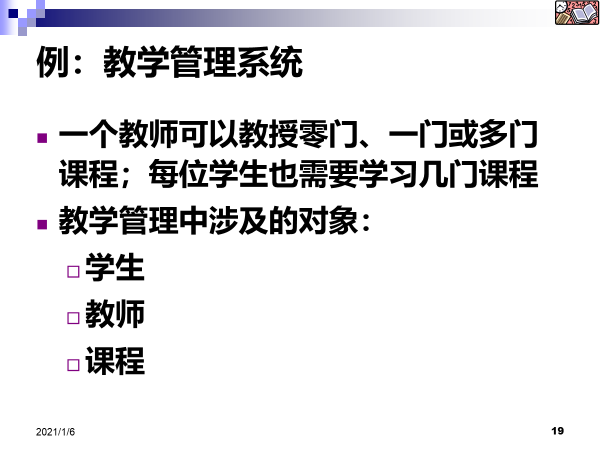 例：教学管理系统
一个教师可以教授零门、一门或多门
课程；每位学生也需要学习几门课程
教学管理中涉及的对象：
学生
教师
课程
2021/1/6
19